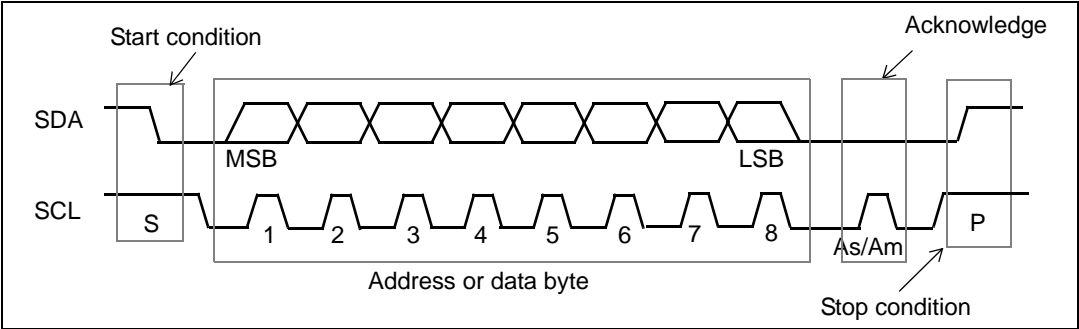 Start condition
Acknowledge
SDA
MSB
LSB
SCL
S
1 2 3 4 5 6 7 8
As/Am
P
Address or data byte
Stop condition